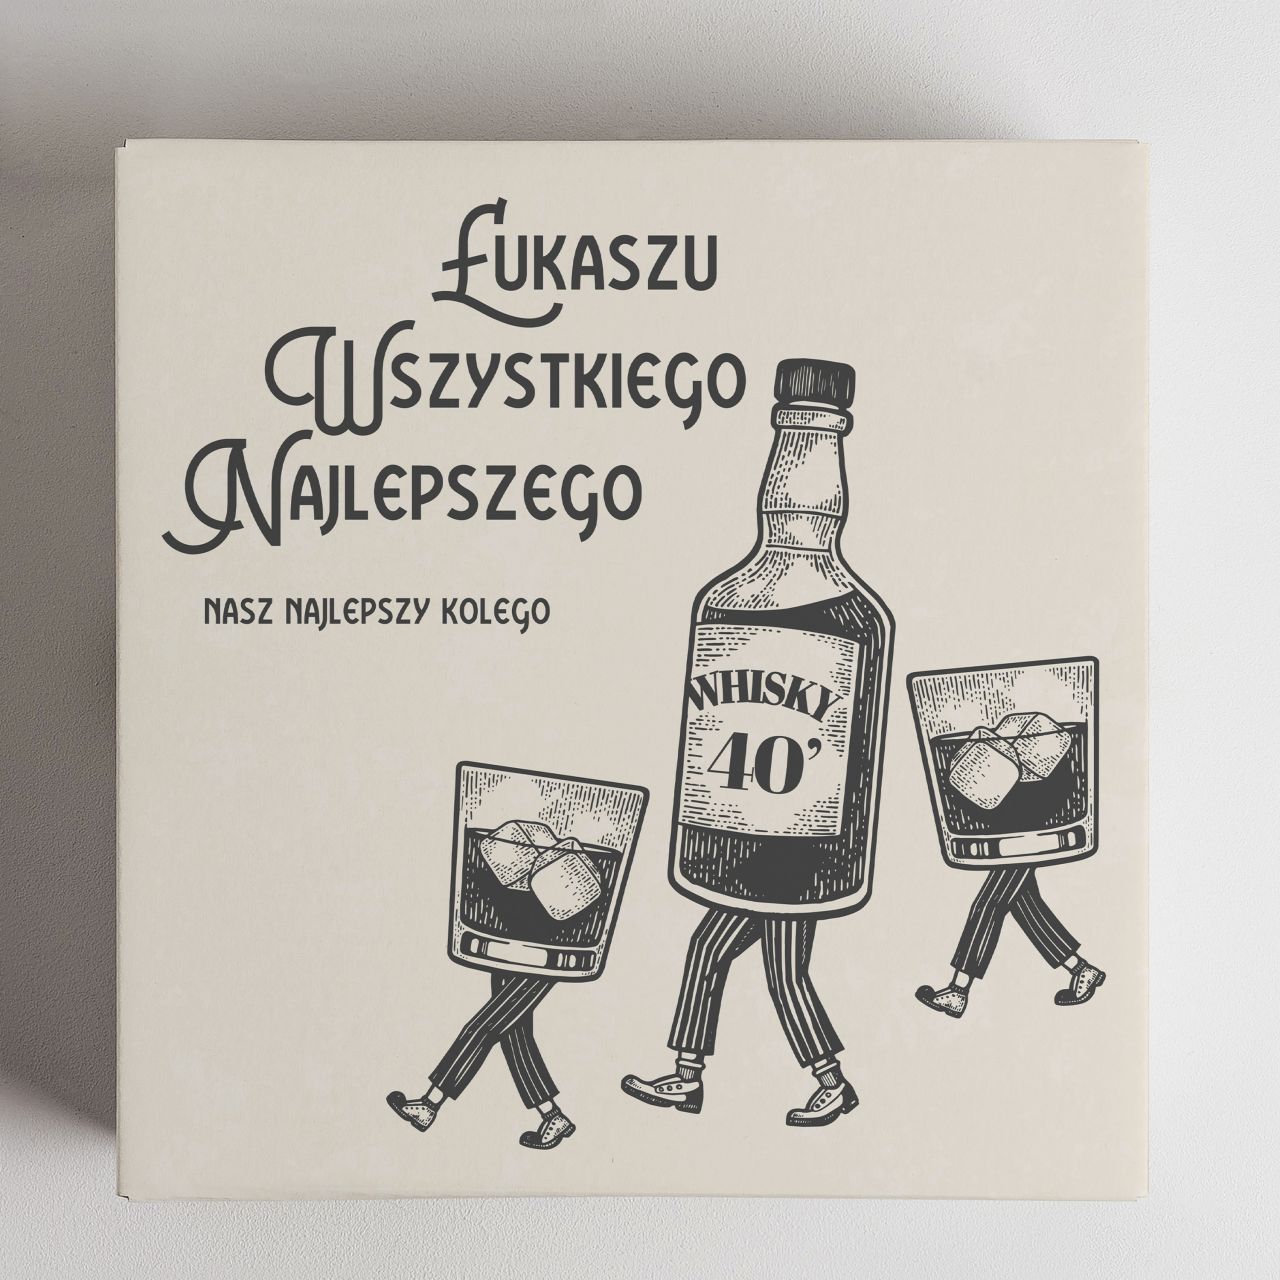 Łukaszu
Wszystkiego
Najlepszego
nasz najlepszy kolego
WHISKY
40’